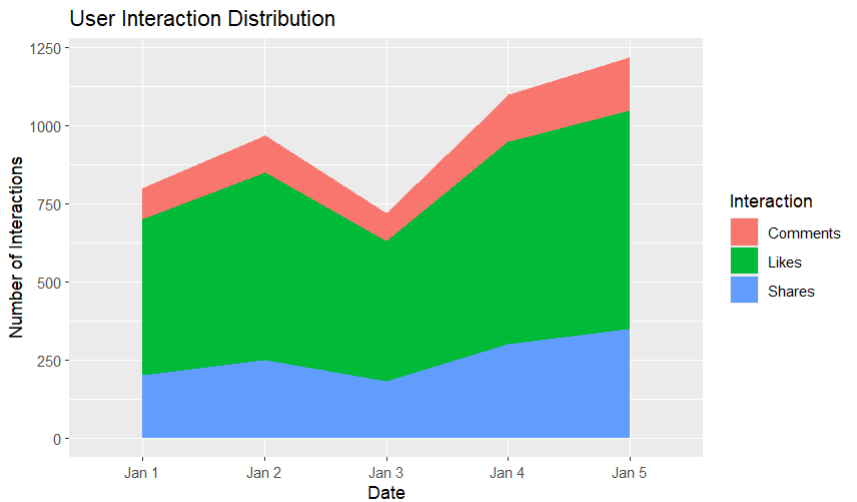 User Interaction Distribution
Number of Interactions
1250
1000
750
500
250
0
Jan 1
Jan 2
Jan 3
Jan 4
Jan 5
Date
Interaction
Comments
Likes
Shares